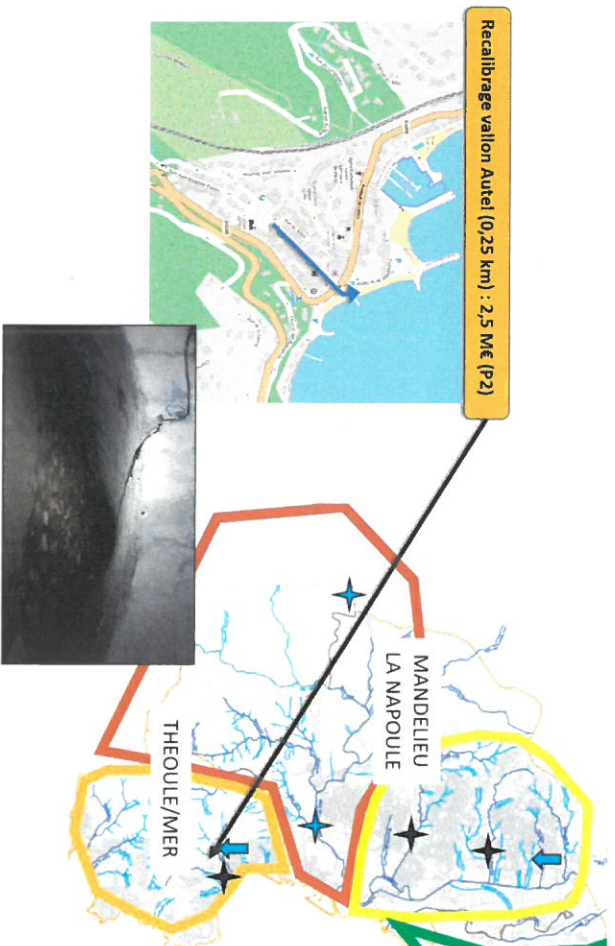 Recalibrage vallon Autel (0,25 km) : 2,5 M€ (P2)
MANDELIEU
LA NAPOULE
THEOULE/MER